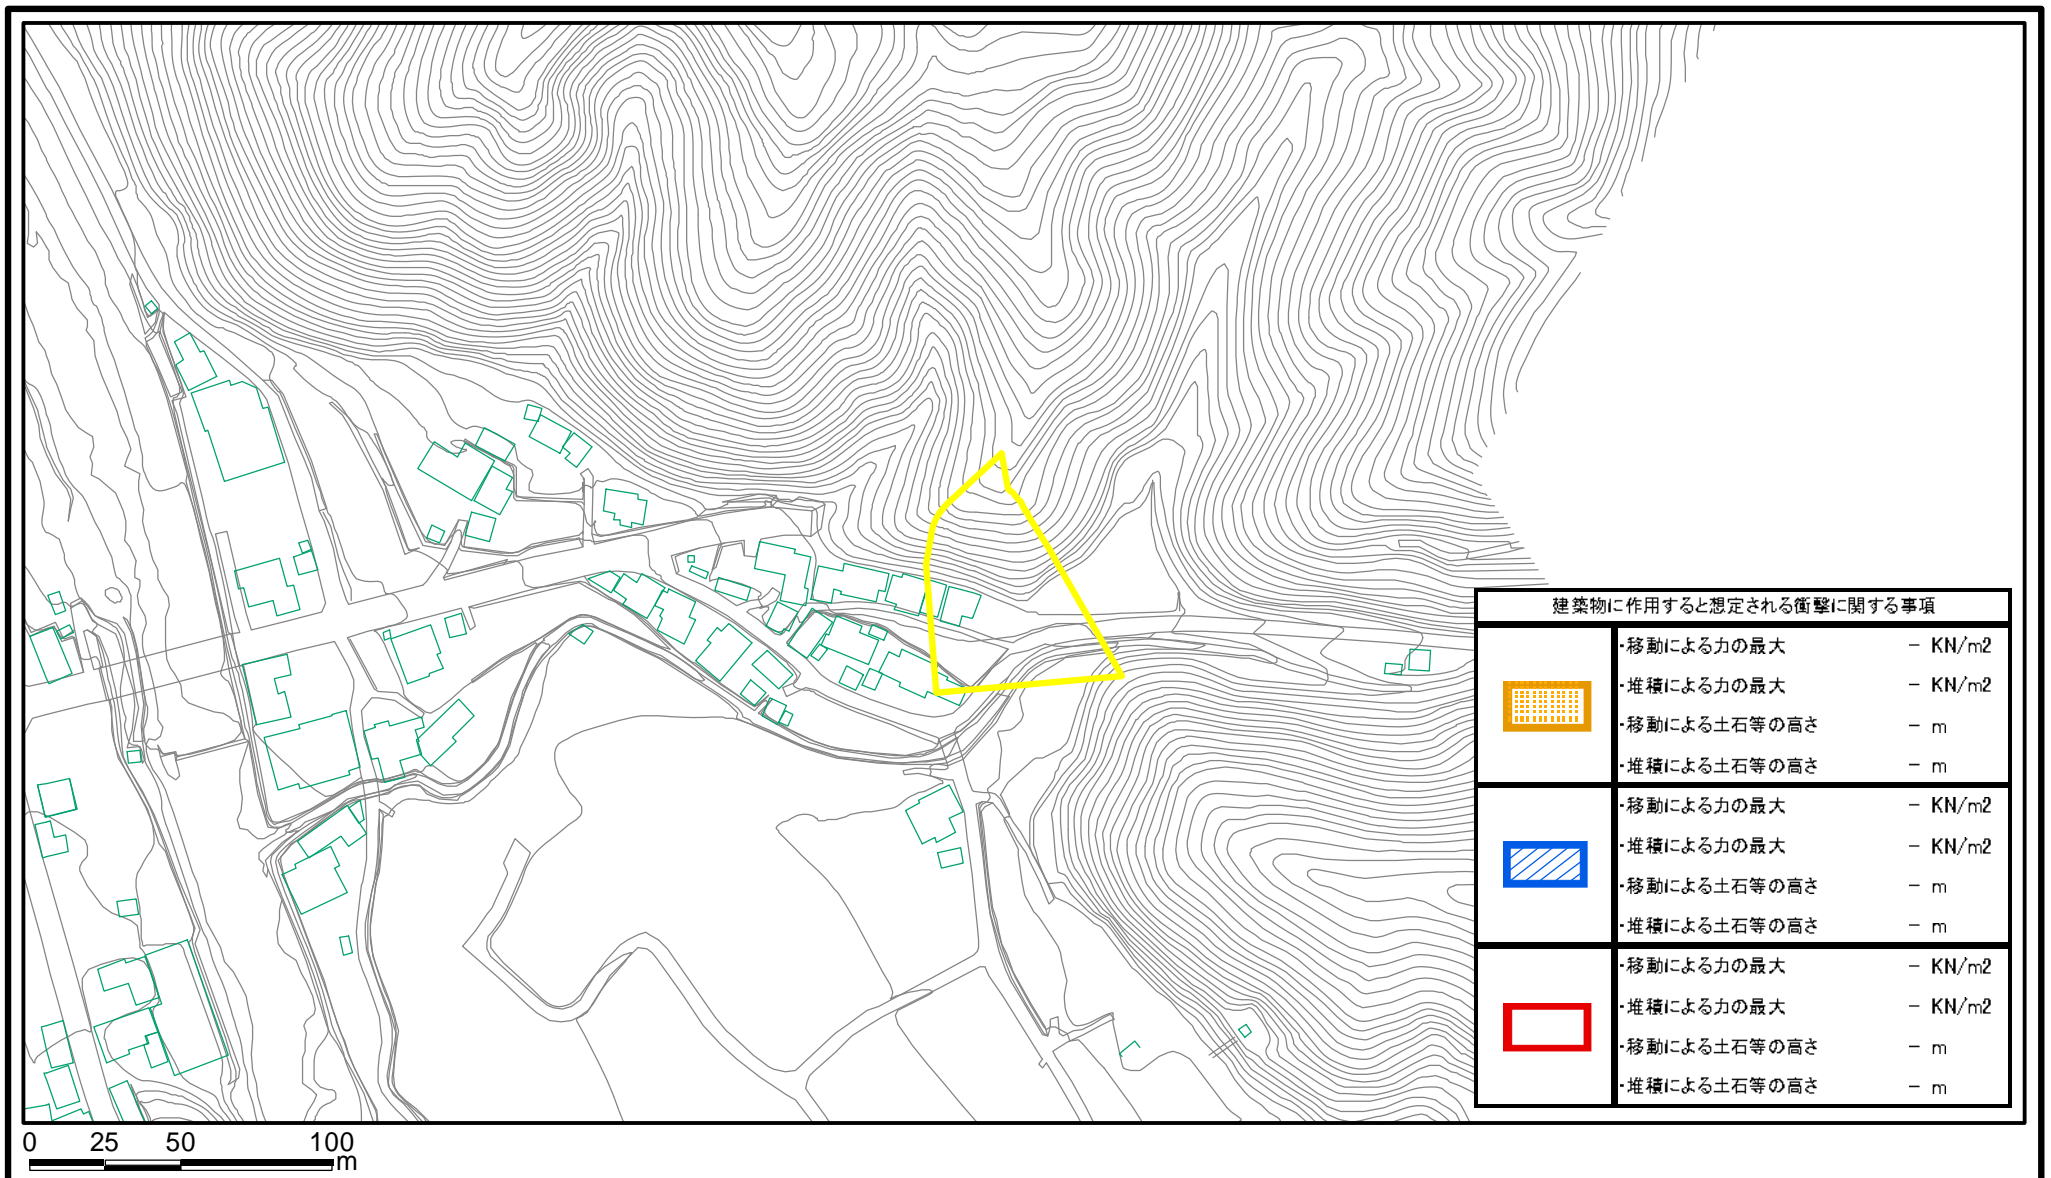 建築物に作用すると想定される衝撃に関する事項
・移動による力の最大 － KN/m2
・堆積による力の最大 － KN/m2
・移動による土石等の高さ － m
・堆積による土石等の高さ － m
・移動による力の最大 － KN/m2
・堆積による力の最大 － KN/m2
・移動による土石等の高さ － m
・堆積による土石等の高さ － m
・移動による力の最大 － KN/m2
・堆積による力の最大 － KN/m2
・移動による土石等の高さ － m
・堆積による土石等の高さ － m
0 25 50 100
m